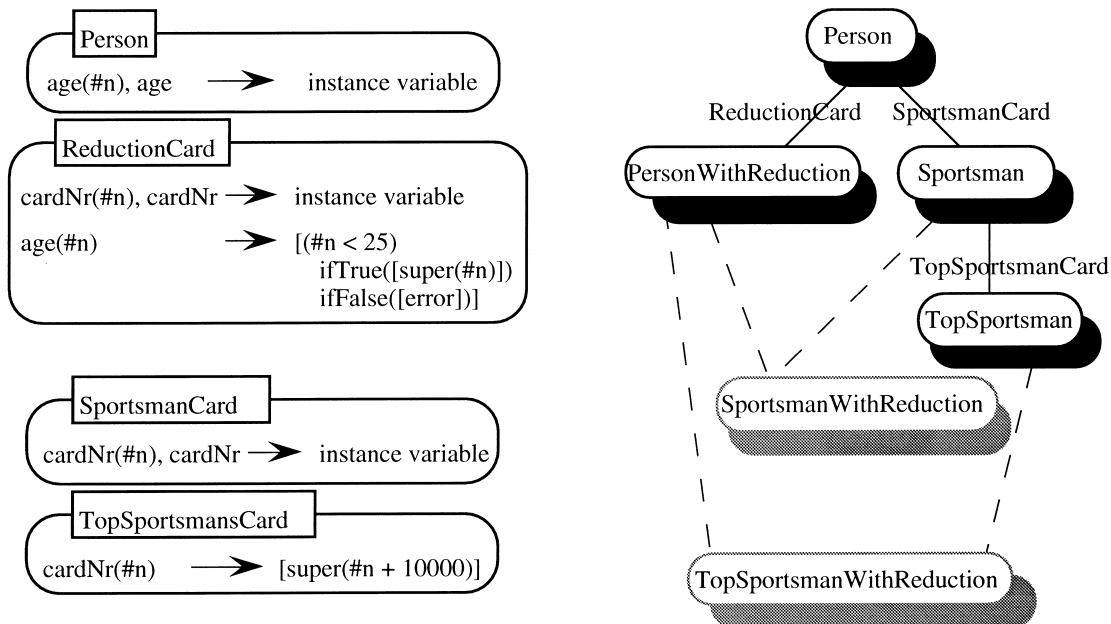 Person
age(#n), age
instance variable
ReductionCard
cardNr(#n), cardNr
instance variable
age(#n)
[(#n < 25)
ifTrue([super(#n)])
ifFalse([error])]
SportsmanCard
cardNr(#n), cardNr
instance variable
TopSportsmansCard
cardNr(#n)
[super(#n + 10000)]
Person
ReductionCard
SportsmanCard
PersonWithReduction
Sportsman
TopSportsmanCard
TopSportsman
SportsmanWithReduction
TopSportsmanWithReduction